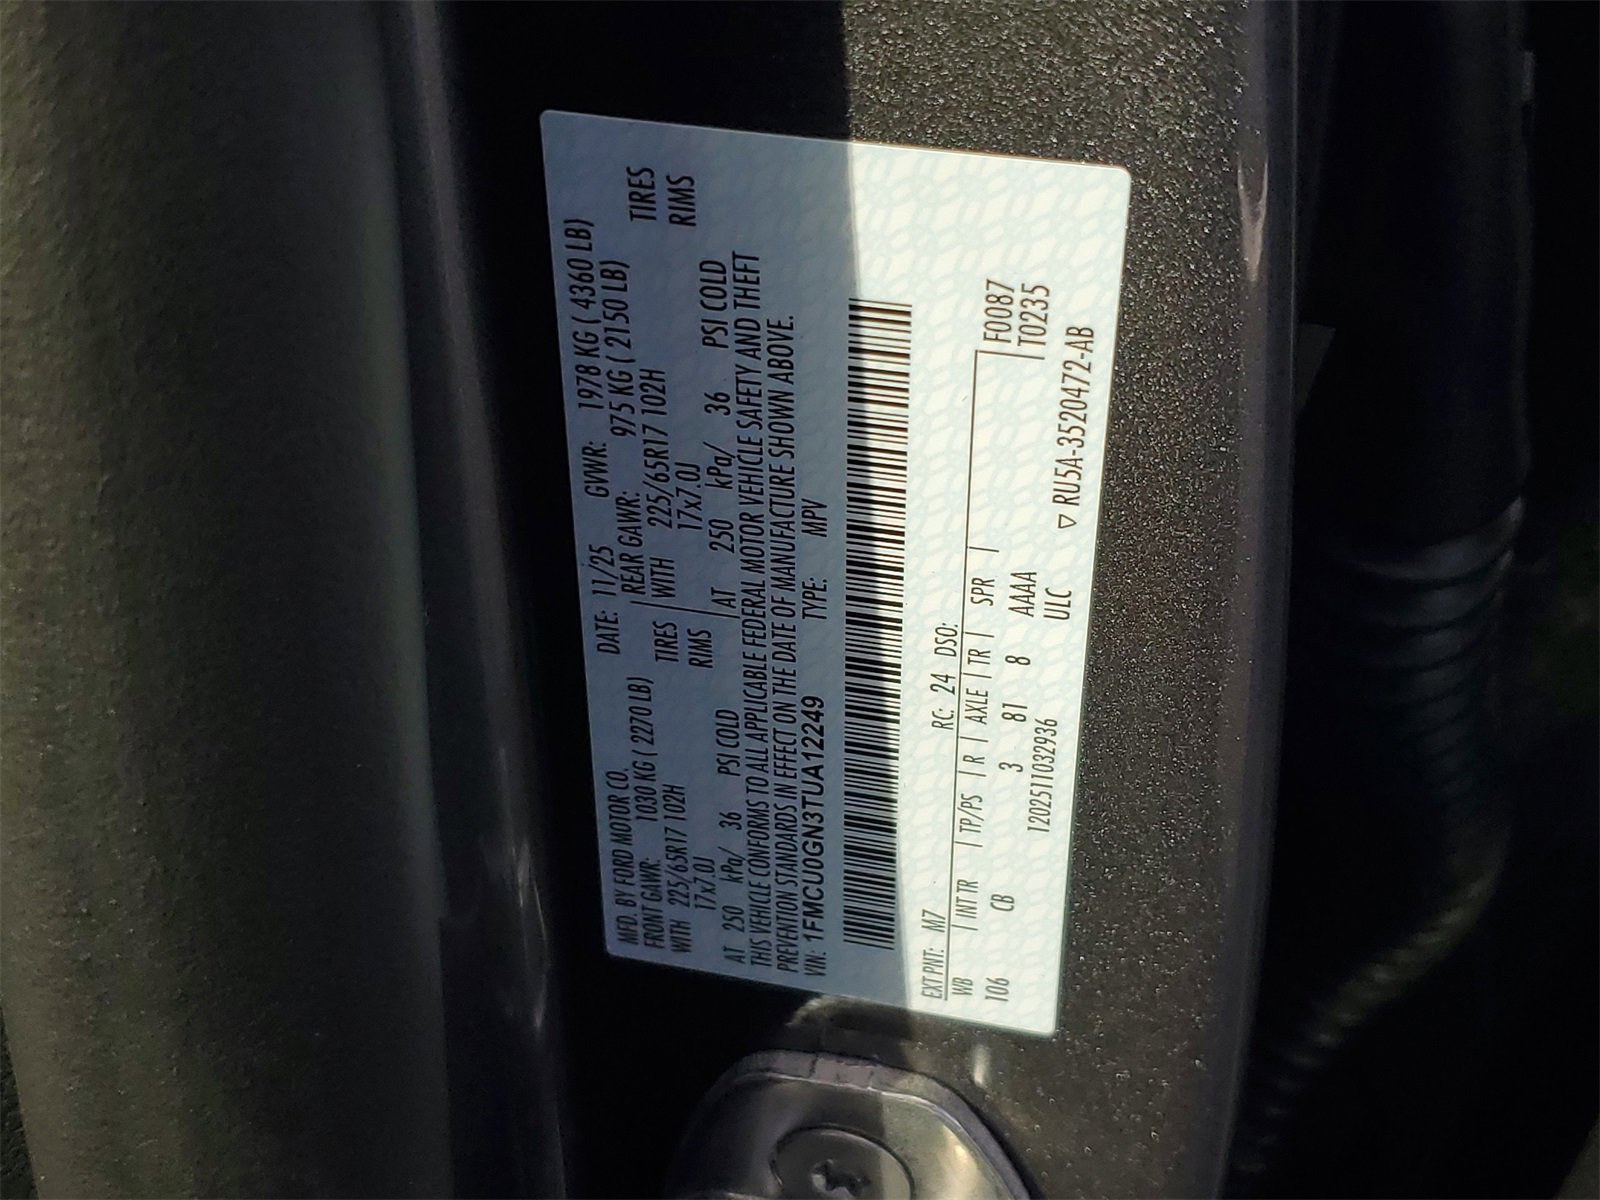 MFD. BY FORD MOTOR CO. DATE: 11/25 GVWR: 1978 KG ( 4360 LB)
FRONT GAWR: 1030 KG ( 2270 LB) REAR GAWR: 975 KG ( 2150 LB)
WITH 225/65R17 102H TIRES WITH 225/65R17 102H TIRES
17x7.0J RIMS 17x7.0J RIMS
AT 250 kPa/ 36 PSI COLD AT 250 kPa/ 36 PSI COLD
THIS VEHICLE CONFORMS TO ALL APPLICABLE FEDERAL MOTOR VEHICLE SAFETY AND THEFT
PREVENTION STANDARDS IN EFFECT ON THE DATE OF MANUFACTURE SHOWN ABOVE.
VIN: 1FMCU0GN3TUA12249 TYPE: MPV
EXT PNT: M7 RC: 24 DSO: F0087
WB | INT TR | TP/PS | R | AXLE | TR | SPR | T0235
106 CB 3 81 8 AAAA
1202511032936 ULC
▽ RU5A-3520472-AB